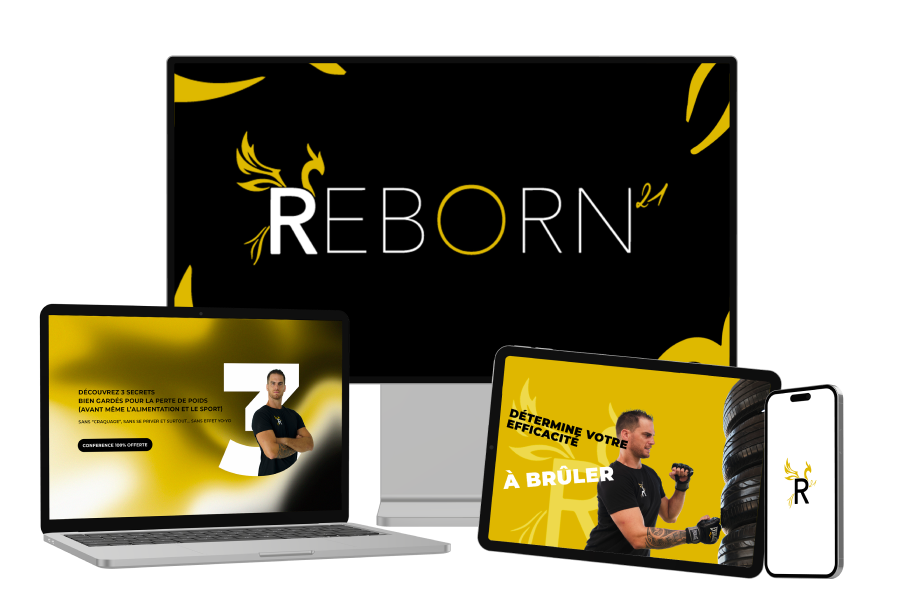 REBORN 21
DÉCOUVREZ 3 SECRETS
BIEN GARDÉS POUR LA PERTE DE POIDS
(AVANT MÊME L'ALIMENTATION ET LE SPORT)
SANS "CRAQUAGE", SANS SE PRIVER ET SURTOUT... SANS EFFET YOYO!
CONFERENCE 100% OFFERTE
3
DÉTERMINE VOTRE
EFFICACITÉ
À BRÛLER
R
R